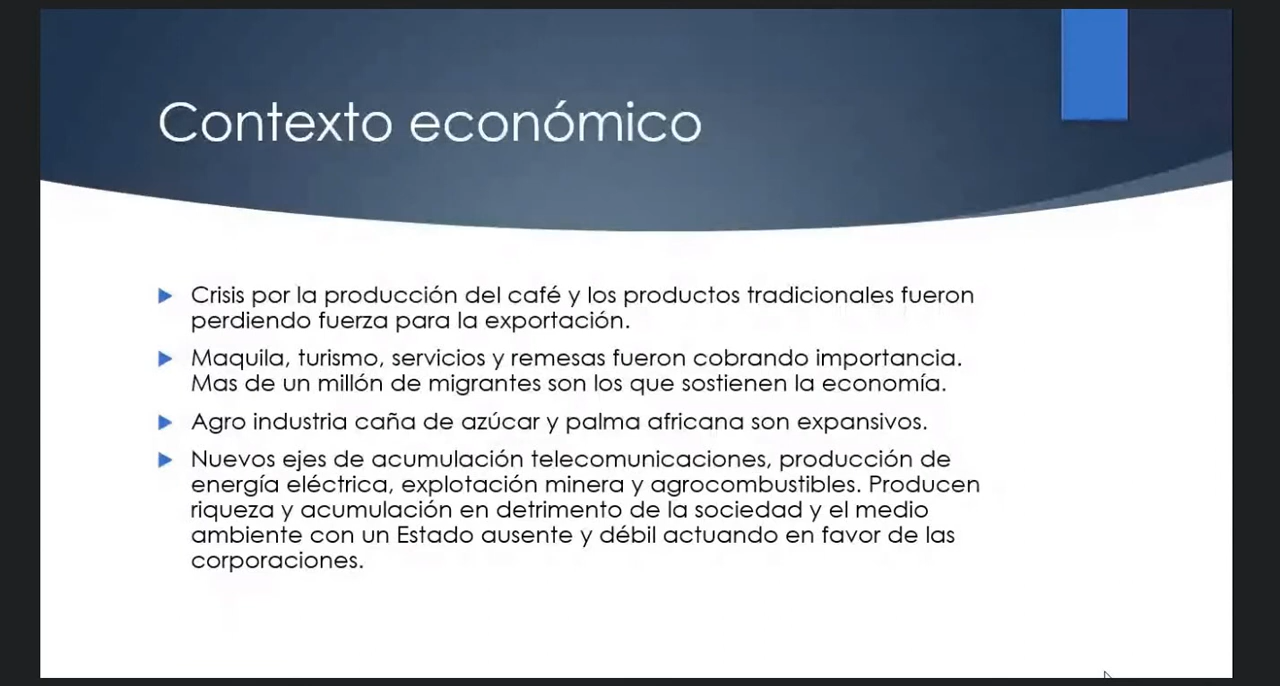 Contexto económico
Crisis por la producción del café y los productos tradicionales fueron
perdiendo fuerza para la exportación.
Maquila, turismo, servicios y remesas fueron cobrando importancia.
Mas de un millón de migrantes son los que sostienen la economía.
Agro industria caña de azúcar y palma africana son expansivos.
Nuevos ejes de acumulación telecomunicaciones, producción de
energía eléctrica, explotación minera y agrocombustibles. Producen
riqueza y acumulación en detrimento de la sociedad y el medio
ambiente con un Estado ausente y débil actuando en favor de las
corporaciones.